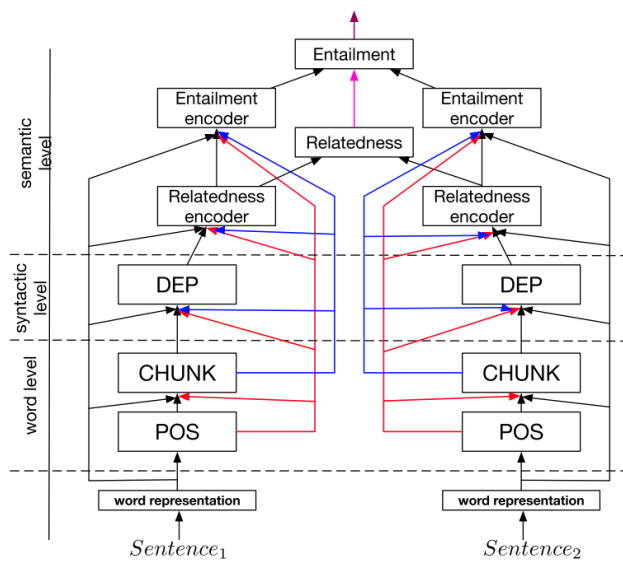 Entailment
Entailment
encoder
Entailment
encoder
Relatedness
semantic
level
Relatedness
encoder
Relatedness
encoder
syntactic
level
DEP
DEP
word level
CHUNK
CHUNK
POS
POS
word representation
word representation
Sentence₁
Sentence₂